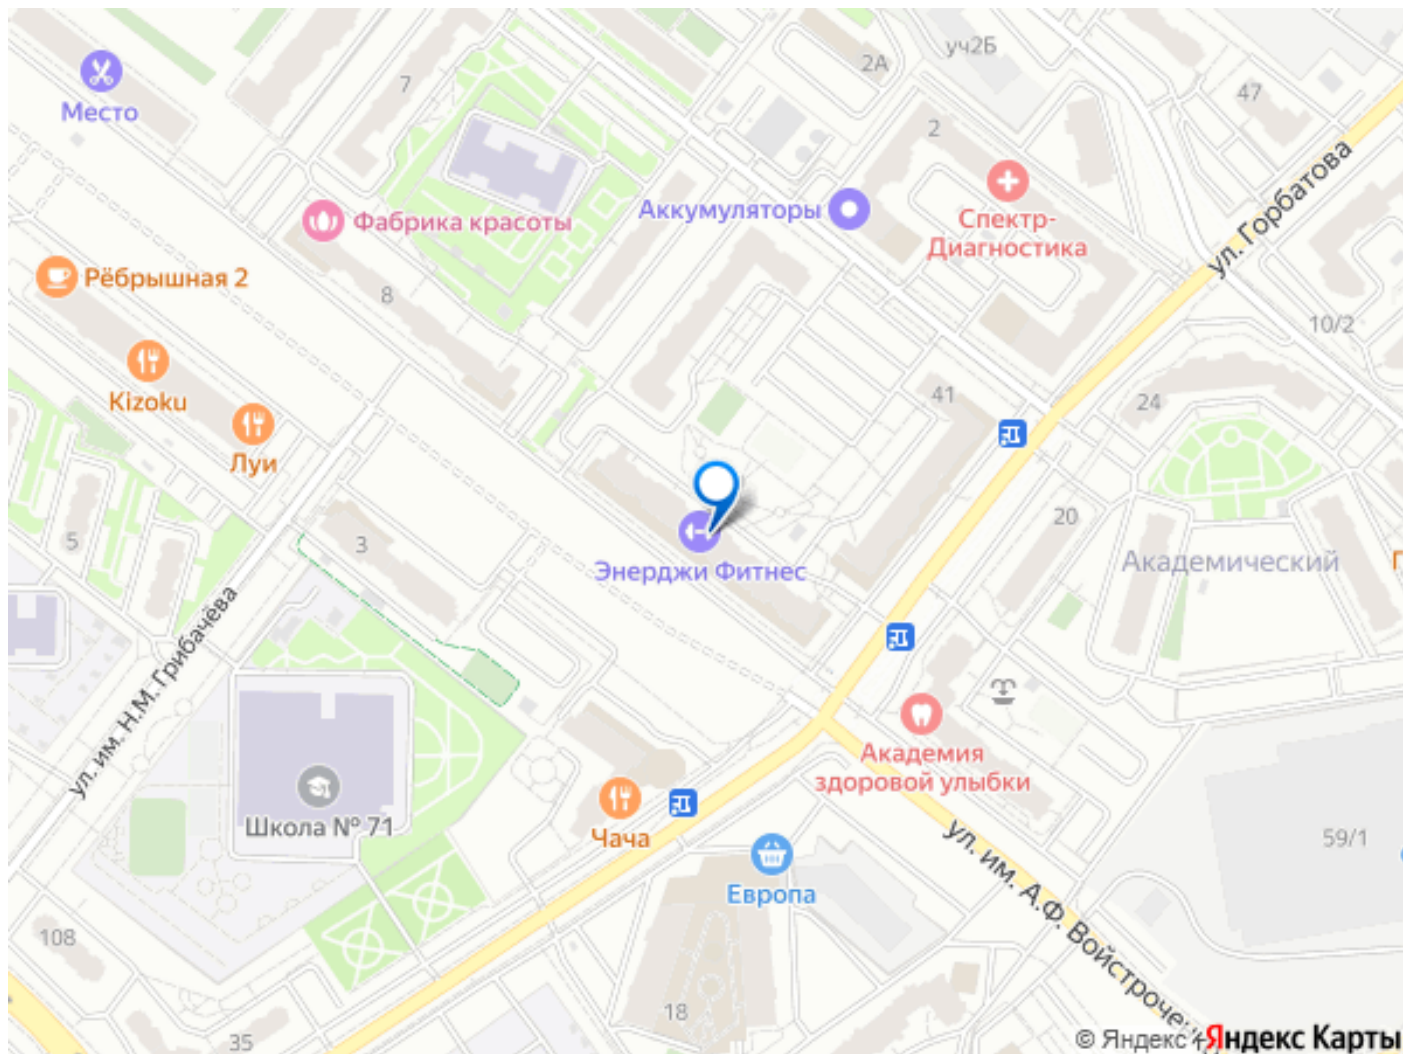 уч2Б
2А
7
47
Место
2
ул. Горбатова
Аккумуляторы
Спектр-
Диагностика
Фабрика красоты
Рёбрышная 2
8
10/2
Kizoku
41
24
Луи
20
5
3
Академический
Энерджи Фитнес
ул. им. Н.М. Грибачёва
Академия
здоровой улыбки
Школа № 71
Чача
59/1
ул. им. А.Ф. Войстроче
Европа
108
18
35
© Яндекс
Яндекс Карты